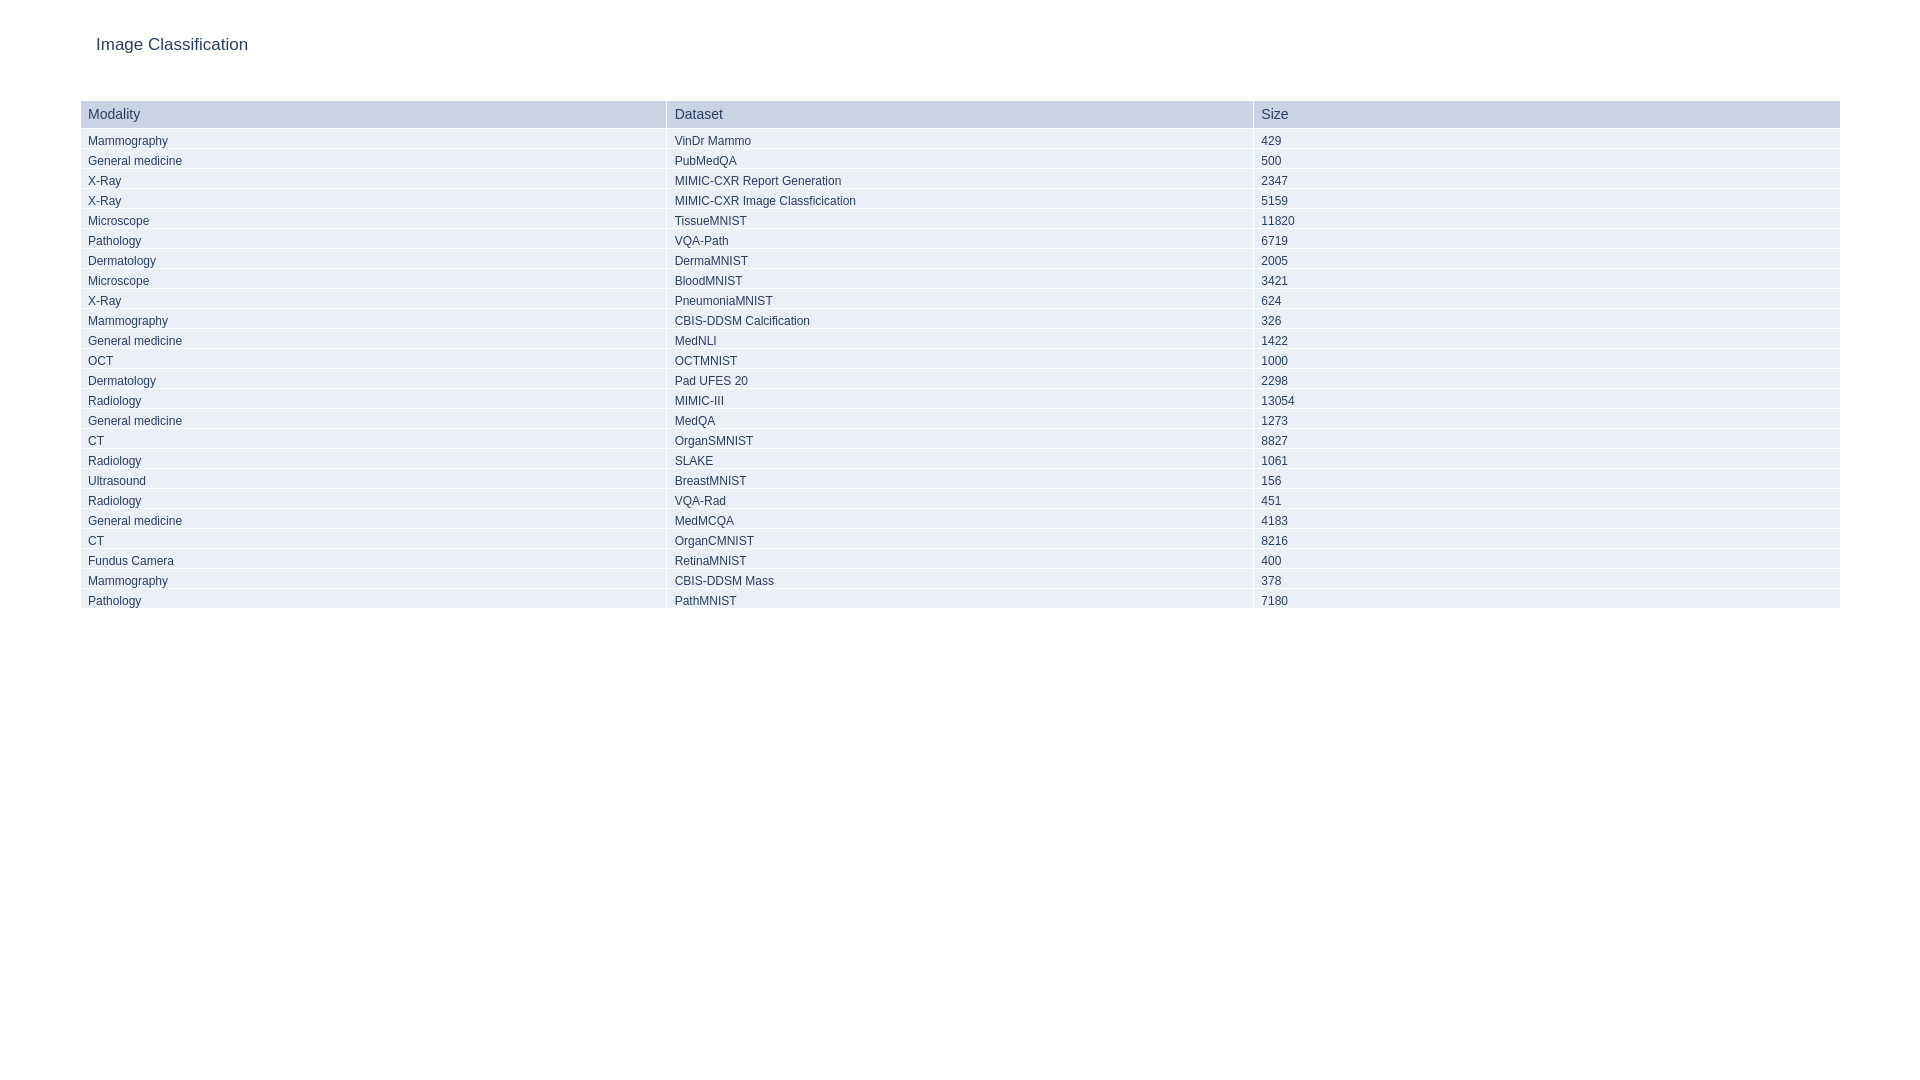 Image Classification
Modality Dataset Size
Mammography VinDr Mammo 429
General medicine PubMedQA 500
X-Ray MIMIC-CXR Report Generation 2347
X-Ray MIMIC-CXR Image Classficication 5159
Microscope TissueMNIST 11820
Pathology VQA-Path 6719
Dermatology DermaMNIST 2005
Microscope BloodMNIST 3421
X-Ray PneumoniaMNIST 624
Mammography CBIS-DDSM Calcification 326
General medicine MedNLI 1422
OCT OCTMNIST 1000
Dermatology Pad UFES 20 2298
Radiology MIMIC-III 13054
General medicine MedQA 1273
CT OrganSMNIST 8827
Radiology SLAKE 1061
Ultrasound BreastMNIST 156
Radiology VQA-Rad 451
General medicine MedMCQA 4183
CT OrganCMNIST 8216
Fundus Camera RetinaMNIST 400
Mammography CBIS-DDSM Mass 378
Pathology PathMNIST 7180